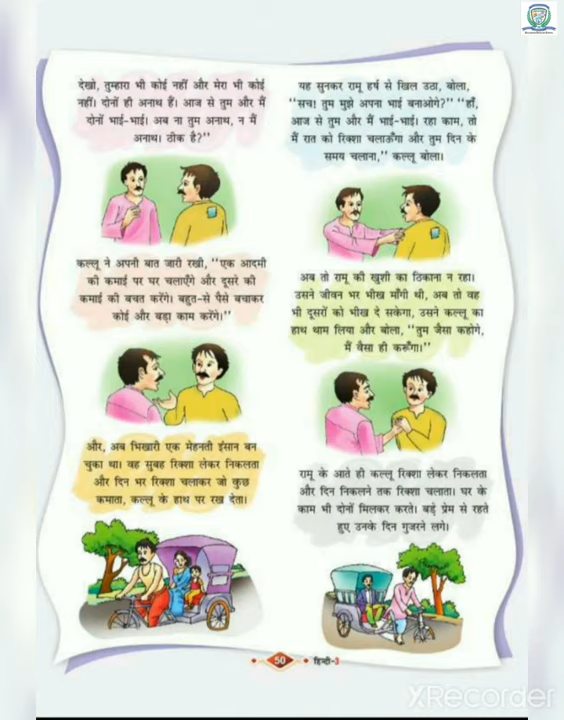 देखो, तुम्हारा भी कोई नहीं और मेरा भी कोई
नहीं। दोनों ही अनाथ हैं। आज से तुम और मैं
दोनों भाई-भाई। अब ना तुम अनाथ, न मैं
अनाथ। ठीक है?''
यह सुनकर रामू हर्ष से खिल उठा, बोला,
''सच! तुम मुझे अपना भाई बनाओगे?'' ''हाँ,
आज से तुम और मैं भाई-भाई। रहा काम, तो
मैं रात को रिक्शा चलाऊँगा और तुम दिन के
समय चलाना,'' कल्लू बोला।
कल्लू ने अपनी बात जारी रखी, ''एक आदमी
की कमाई पर घर चलाएँगे और दूसरे की
कमाई की बचत करेंगे। बहुत-से पैसे बचाकर
कोई और बड़ा काम करेंगे।''
अब तो रामू की खुशी का ठिकाना न रहा।
उसने जीवन भर भीख माँगी थी, अब तो वह
भी दूसरों को भीख दे सकेगा, उसने कल्लू का
हाथ थाम लिया और बोला, ''तुम जैसा कहोगे,
मैं वैसा ही करूँगा।''
और, अब भिखारी एक मेहनती इंसान बन
चुका था। वह सुबह रिक्शा लेकर निकलता
और दिन भर रिक्शा चलाकर जो कुछ
कमाता, कल्लू के हाथ पर रख देता।
रामू के आते ही कल्लू रिक्शा लेकर निकलता
और दिन निकलने तक रिक्शा चलाता। घर के
काम भी दोनों मिलकर करते। बड़े प्रेम से रहते
हुए उनके दिन गुजरने लगे।
50 हिन्दी-3
XRecorder